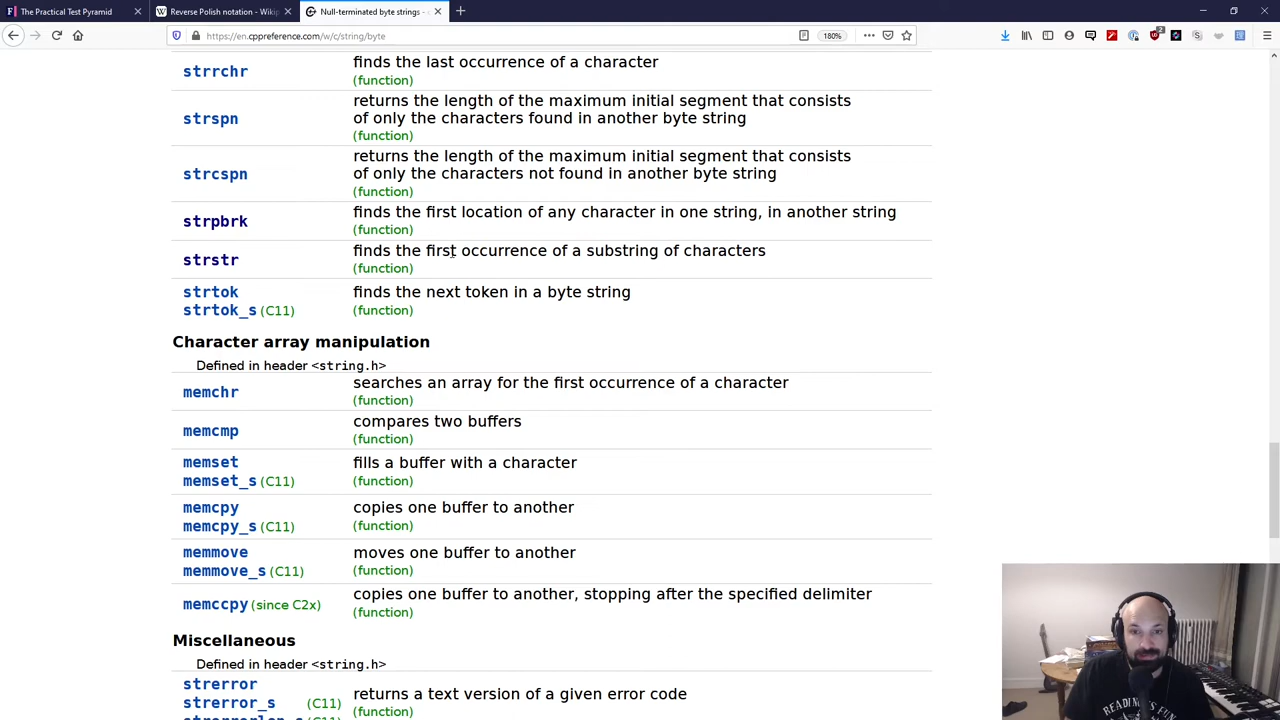 The Practical Test Pyramid
Reverse Polish notation - Wikip
Null-terminated byte strings -
https://en.cppreference.com/w/c/string/byte
180%
strrchr
finds the last occurrence of a character
(function)
strspn
returns the length of the maximum initial segment that consists
of only the characters found in another byte string
(function)
strcspn
returns the length of the maximum initial segment that consists
of only the characters not found in another byte string
(function)
strpbrk
finds the first location of any character in one string, in another string
(function)
strstr
finds the first occurrence of a substring of characters
(function)
strtok
strtok_s (C11)
finds the next token in a byte string
(function)
Character array manipulation
Defined in header <string.h>
memchr
searches an array for the first occurrence of a character
(function)
memcmp
compares two buffers
(function)
memset
memset_s (C11)
fills a buffer with a character
(function)
memcpy
memcpy_s (C11)
copies one buffer to another
(function)
memmove
memmove_s (C11)
moves one buffer to another
(function)
memccpy (since C2x)
copies one buffer to another, stopping after the specified delimiter
(function)
Miscellaneous
Defined in header <string.h>
strerror
strerror_s (C11)
strerrorlen_s (C11)
returns a text version of a given error code
(function)
READING IS FUN